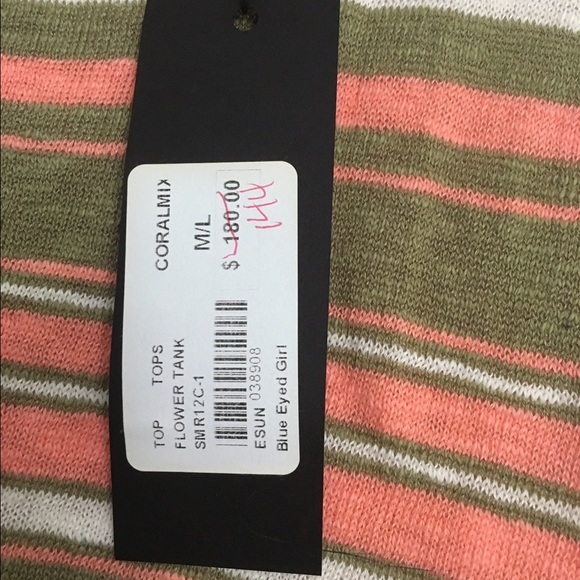 TOP TOPS CORALMIX
FLOWER TANK
SMR12C-1 M/L
$ 180.00
144
ESUN 038908
Blue Eyed Girl